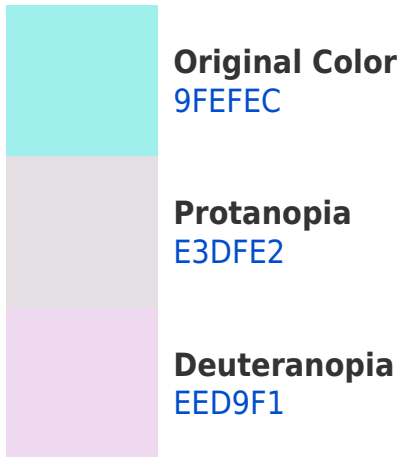 Original Color
9FEFEC
Protanopia
E3DFE2
Deuteranopia
EED9F1